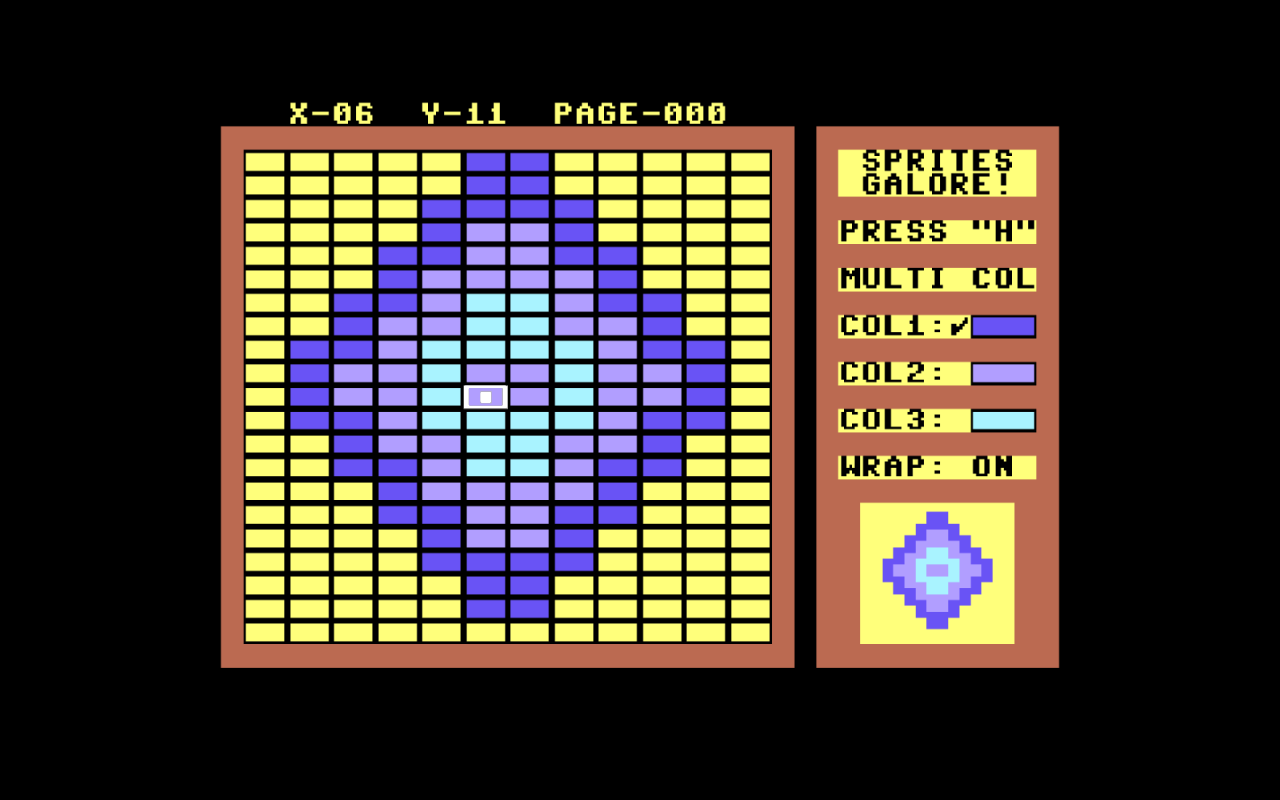 X-06 Y-11 PAGE-000
SPRITES
GALORE!
PRESS "H"
MULTI COL
COL1:✓
COL2:
COL3:
WRAP: ON